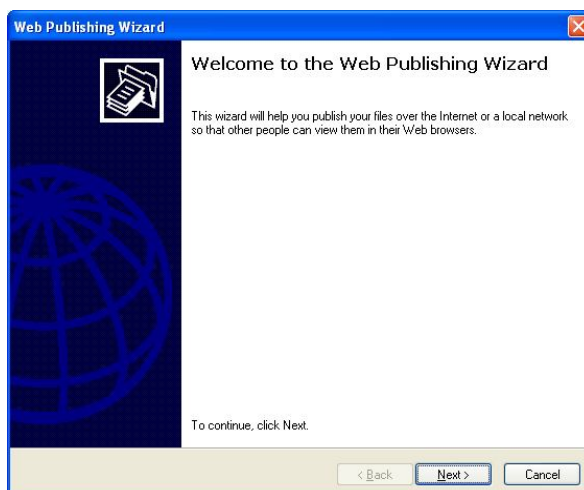 Web Publishing Wizard
Welcome to the Web Publishing Wizard
This wizard will help you publish your files over the Internet or a local network
so that other people can view them in their Web browsers.
To continue, click Next.
< Back
Next >
Cancel